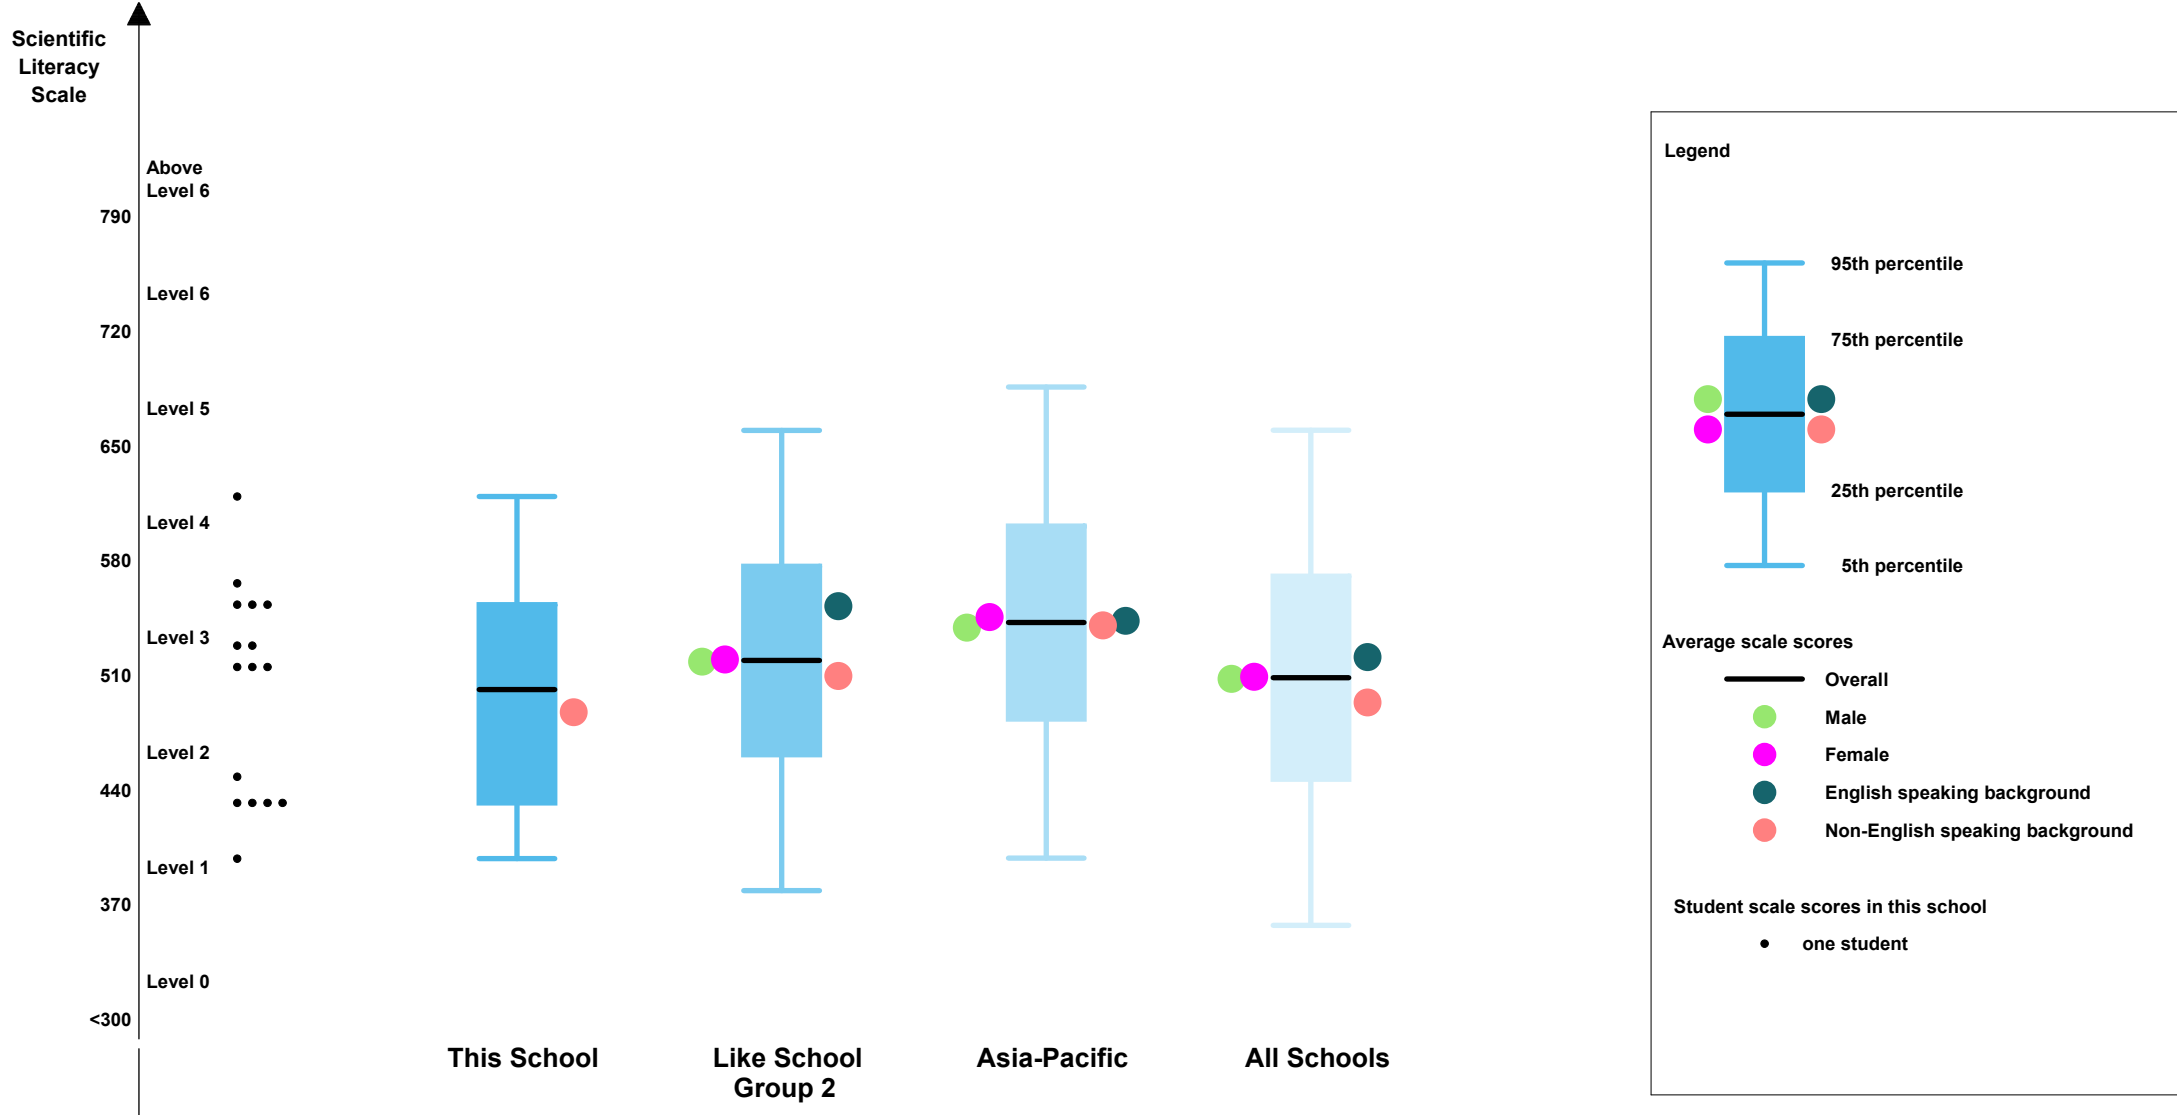 Scientific
Literacy
Scale
Above
Level 6
790
Level 6
720
Level 5
650
Level 4
580
Level 3
510
Level 2
440
Level 1
370
Level 0
<300
This School
Like School
Group 2
Asia-Pacific
All Schools
Legend
95th percentile
75th percentile
25th percentile
5th percentile
Average scale scores
Overall
Male
Female
English speaking background
Non-English speaking background
Student scale scores in this school
one student